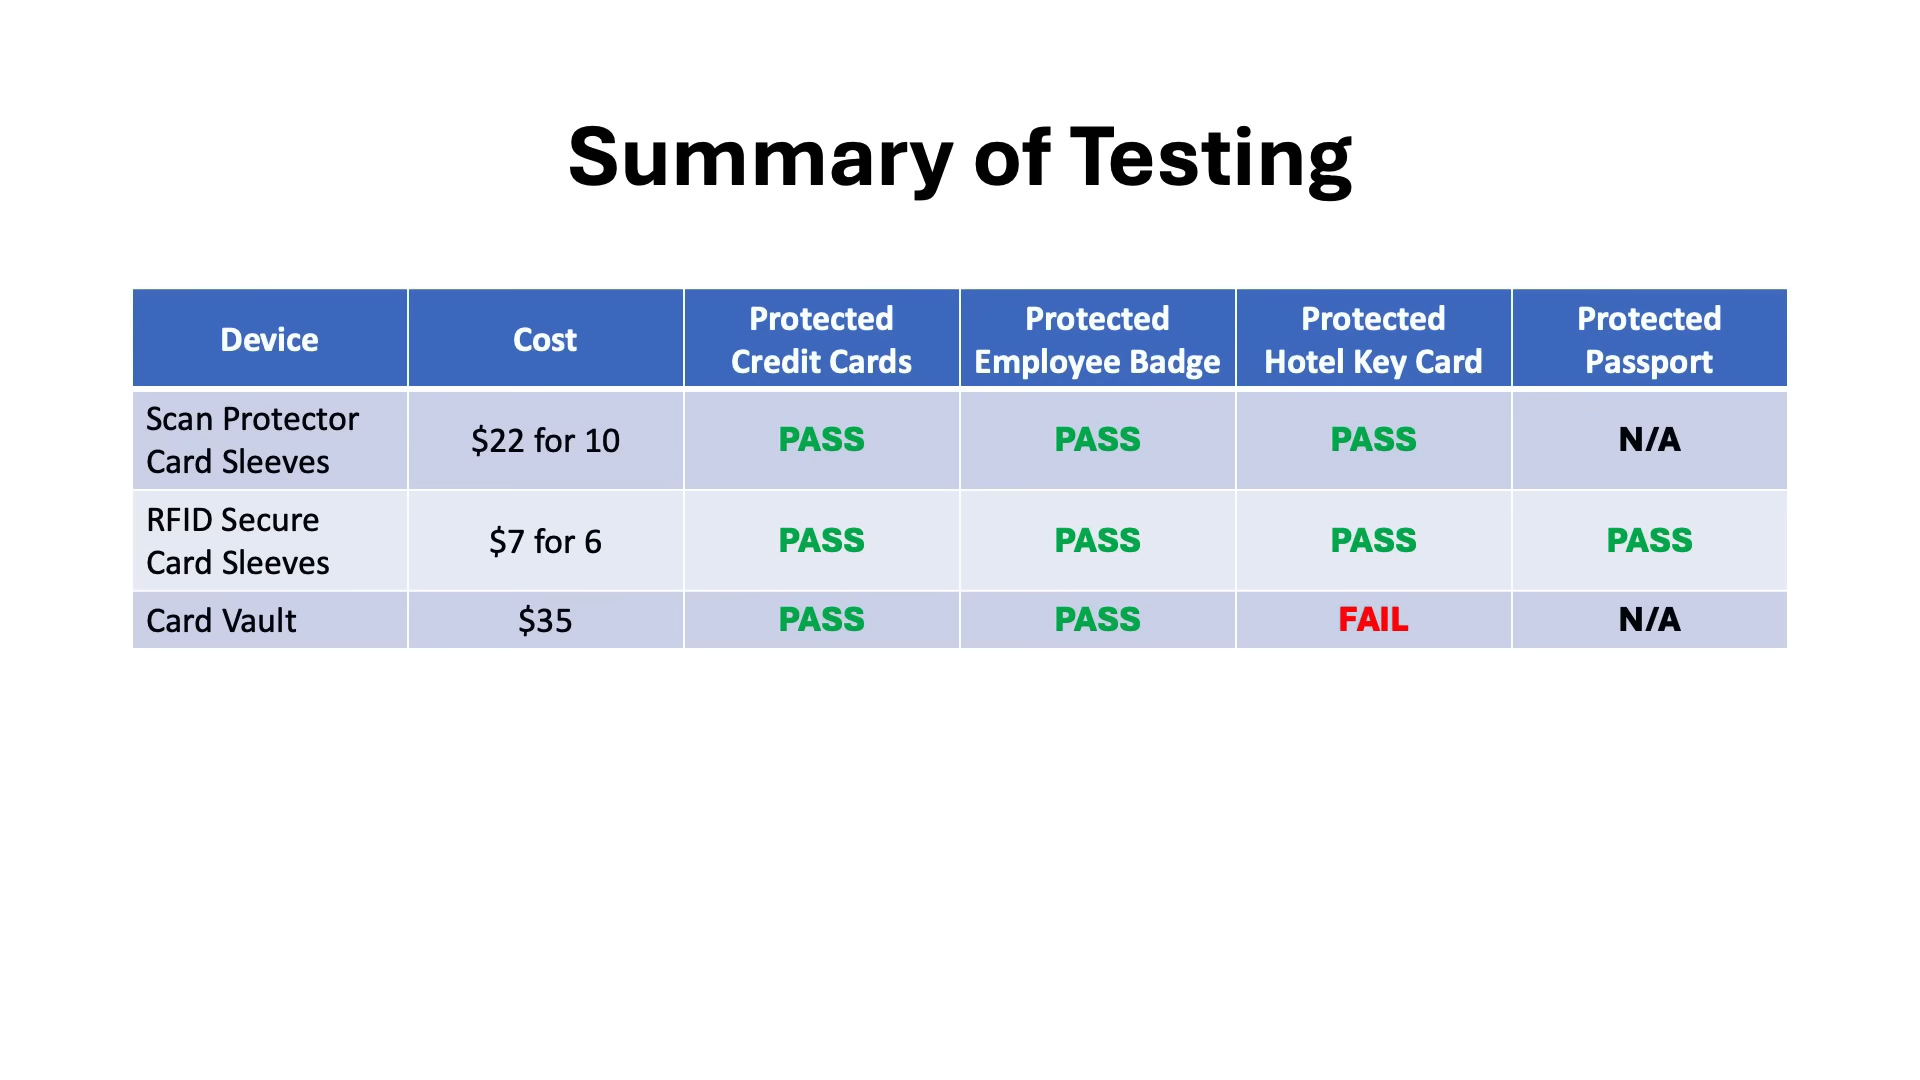 Summary of Testing
Device
Cost
Protected
Credit Cards
Protected
Employee Badge
Protected
Hotel Key Card
Protected
Passport
Scan Protector
Card Sleeves
$22 for 10
PASS
PASS
PASS
N/A
RFID Secure
Card Sleeves
$7 for 6
PASS
PASS
PASS
PASS
Card Vault
$35
PASS
PASS
FAIL
N/A